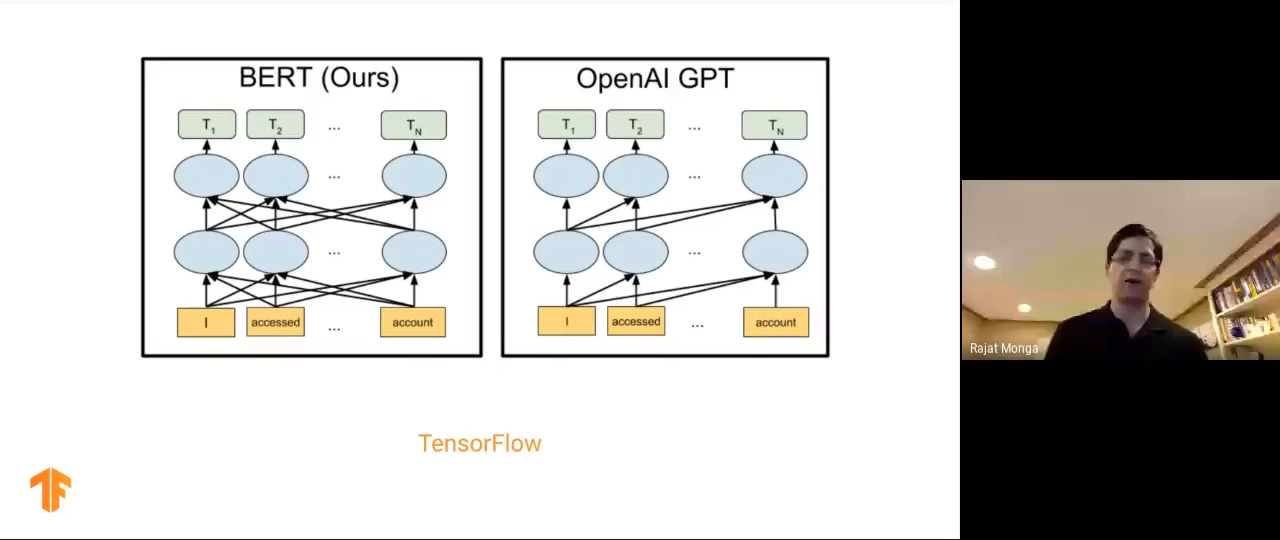 BERT (Ours)
T1 T2 ... TN
...
...
I accessed ... account
OpenAI GPT
T1 T2 ... TN
...
...
I accessed ... account
TensorFlow
Rajat Monga